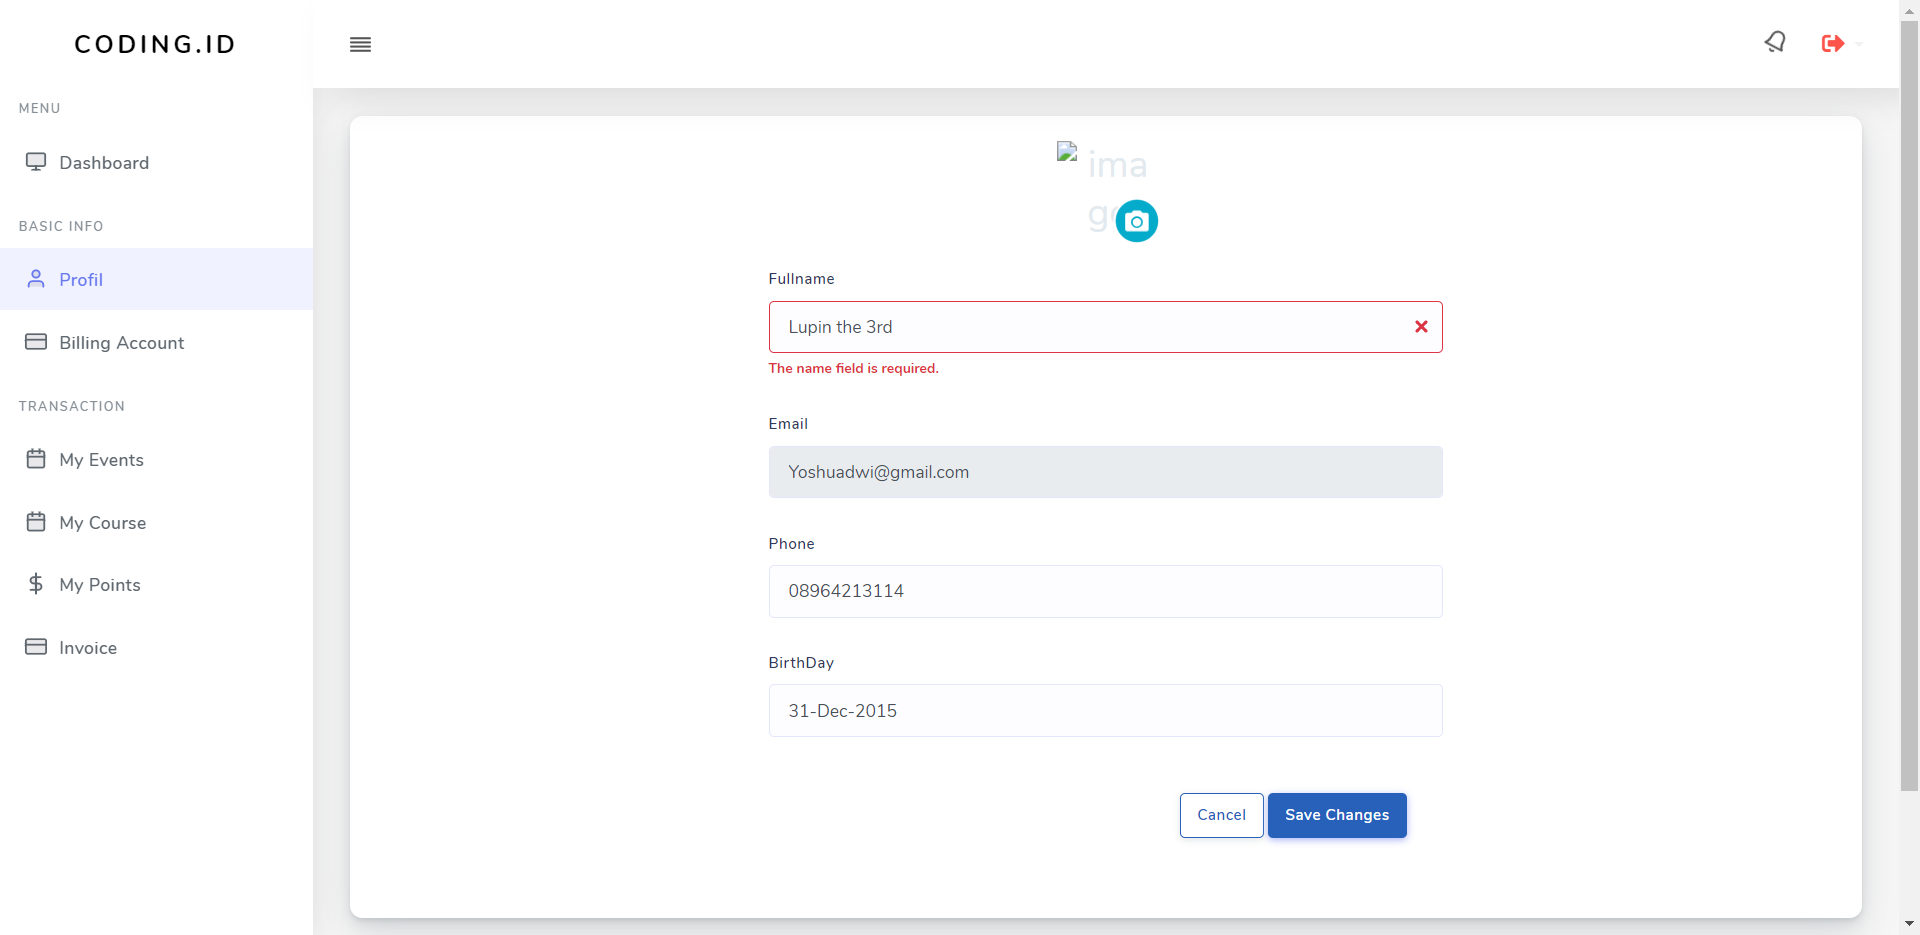 CODING.ID
MENU
Dashboard
BASIC INFO
Profil
Billing Account
TRANSACTION
My Events
My Course
My Points
Invoice
ima
ge
Fullname
Lupin the 3rd
The name field is required.
Email
Yoshuadwi@gmail.com
Phone
08964213114
BirthDay
31-Dec-2015
Cancel
Save Changes